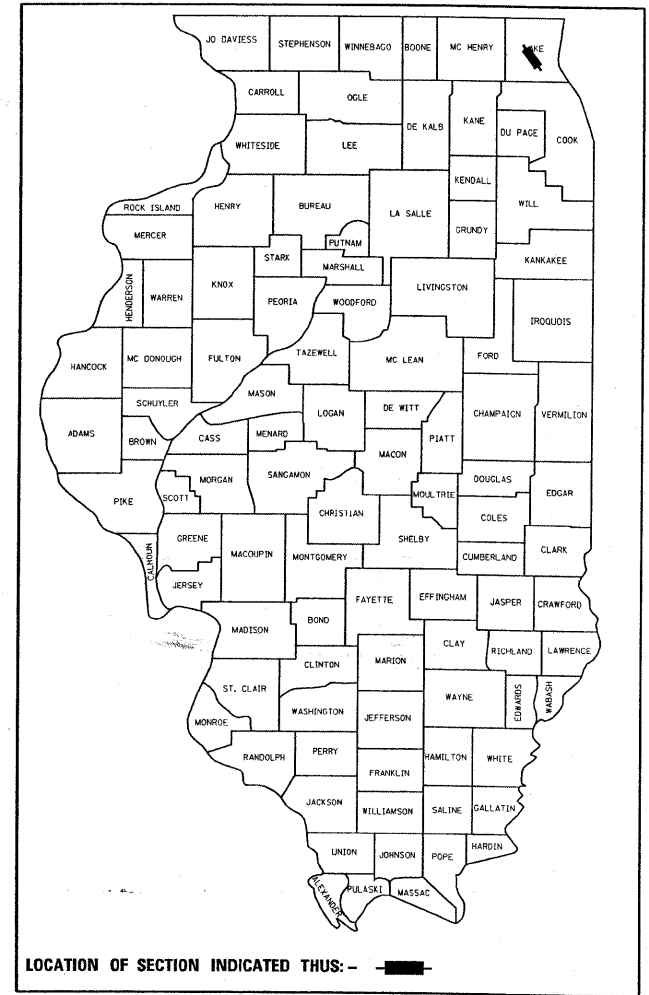 JO DAVIESS
STEPHENSON
WINNEBAGO
BOONE
MC HENRY
CARROLL
OGLE
DE KALB
KANE
DU PAGE
COOK
WHITESIDE
LEE
KENDALL
WILL
ROCK ISLAND
HENRY
BUREAU
LA SALLE
GRUNDY
MERCER
PUTNAM
STARK
MARSHALL
KANKAKEE
HENDERSON
WARREN
KNOX
PEORIA
WOODFORD
LIVINGSTON
IROQUOIS
HANCOCK
MC DONOUGH
FULTON
TAZEWELL
MC LEAN
FORD
MASON
SCHUYLER
LOGAN
DE WITT
CHAMPAIGN
VERMILION
ADAMS
BROWN
CASS
MENARD
PIATT
MACON
SANGAMON
MORGAN
DOUGLAS
EDGAR
PIKE
SCOTT
MOULTRIE
CHRISTIAN
COLES
GREENE
MACOUPIN
MONTGOMERY
SHELBY
CUMBERLAND
CLARK
CALHOUN
JERSEY
FAYETTE
EFFINGHAM
JASPER
CRAWFORD
MADISON
BOND
CLAY
RICHLAND
LAWRENCE
CLINTON
MARION
ST. CLAIR
WAYNE
EDWARDS
WABASH
WASHINGTON
JEFFERSON
MONROE
RANDOLPH
PERRY
HAMILTON
WHITE
FRANKLIN
JACKSON
WILLIAMSON
SALINE
GALLATIN
UNION
JOHNSON
POPE
HARDIN
ALEXANDER
PULASKI
MASSAC
LOCATION OF SECTION INDICATED THUS: -